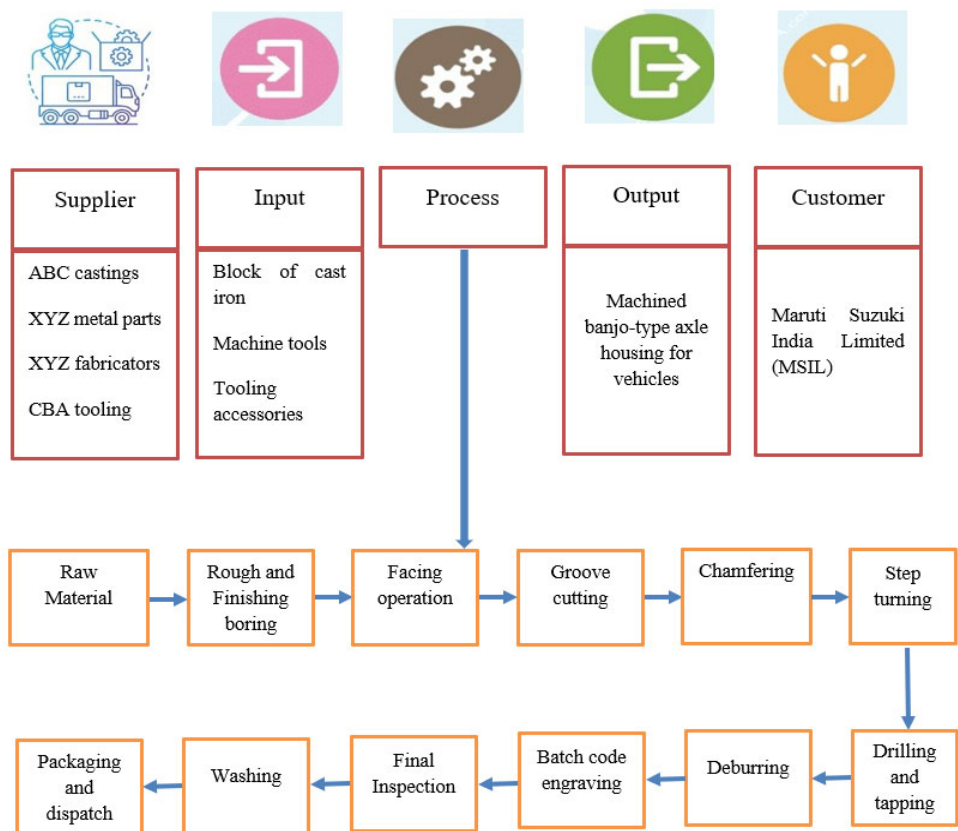 Supplier
Input
Process
Output
Customer
ABC castings
XYZ metal parts
XYZ fabricators
CBA tooling
Block of cast
iron
Machine tools
Tooling
accessories
Machined
banjo-type axle
housing for
vehicles
Maruti Suzuki
India Limited
(MSIL)
Raw
Material
Rough and
Finishing
boring
Facing
operation
Groove
cutting
Chamfering
Step
turning
Packaging
and
dispatch
Washing
Final
Inspection
Batch code
engraving
Deburring
Drilling
and
tapping